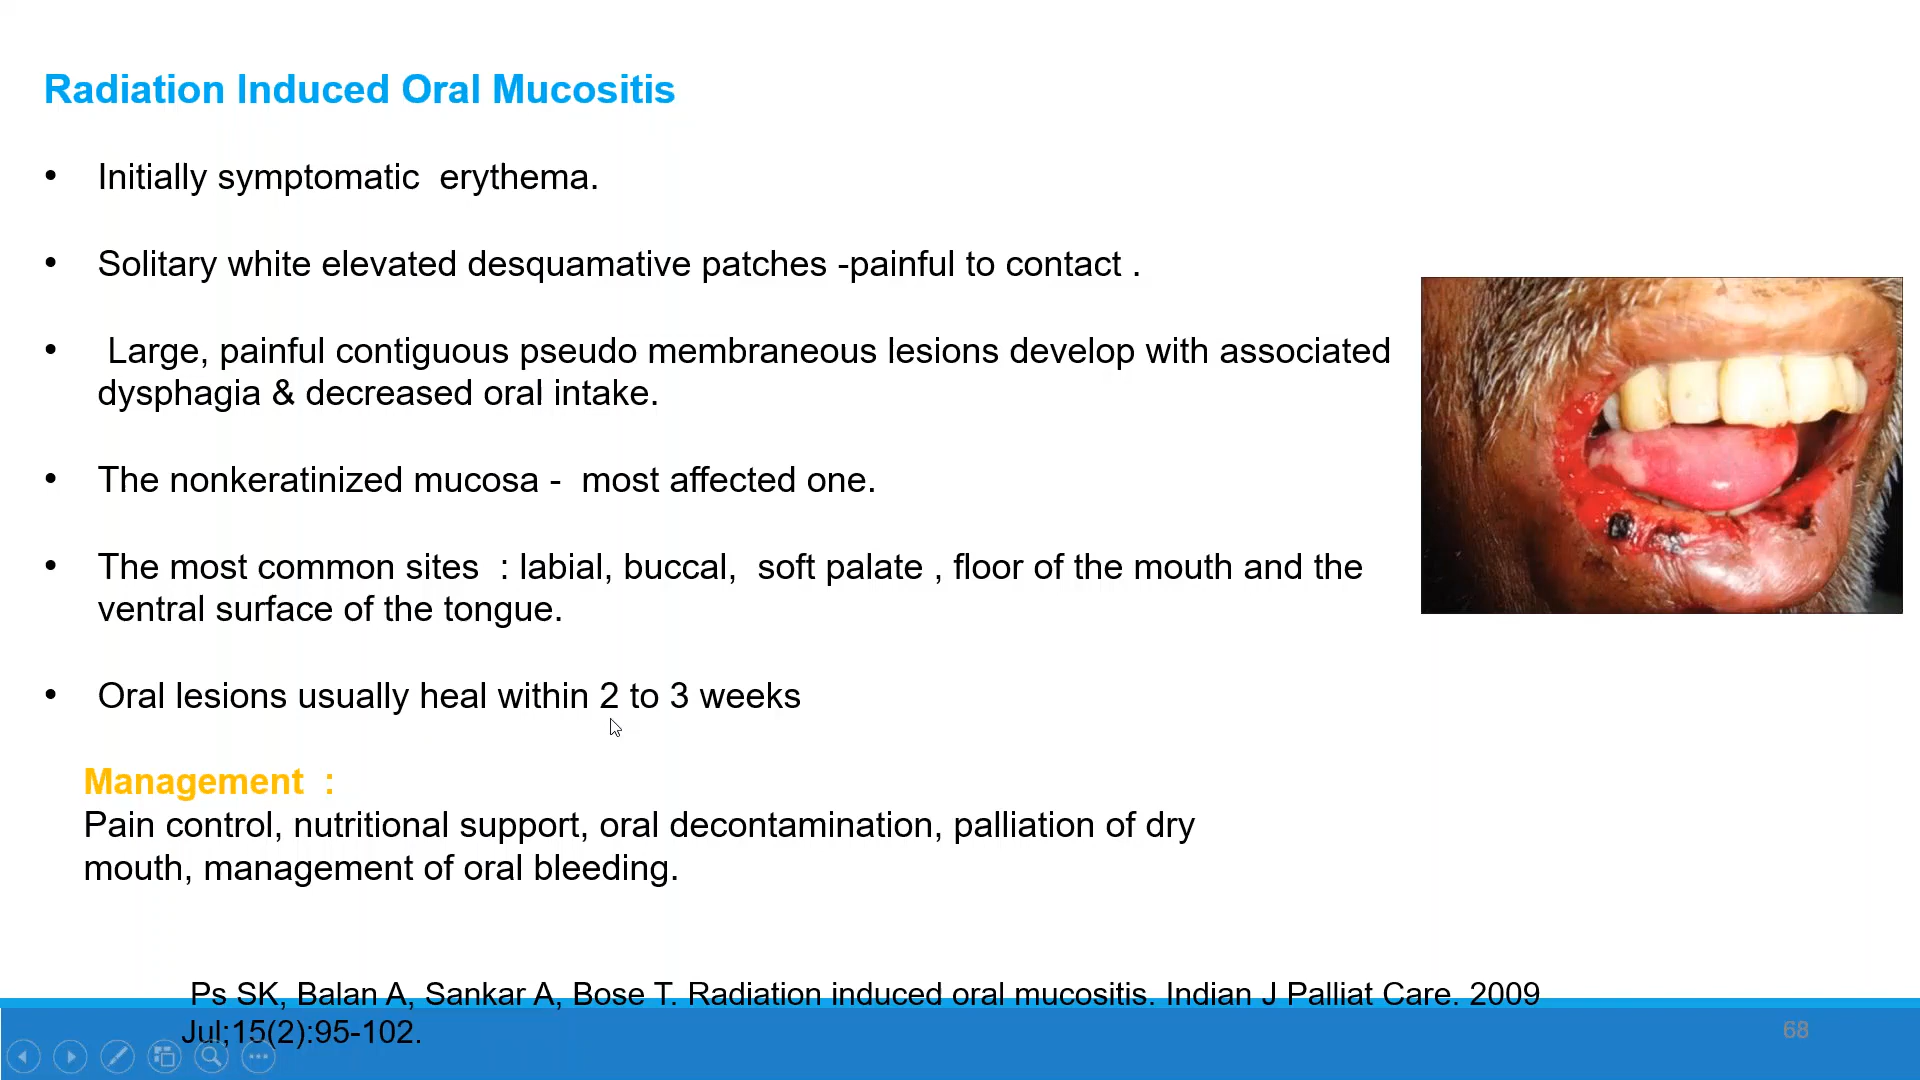 Radiation Induced Oral Mucositis
• Initially symptomatic  erythema.
• Solitary white elevated desquamative patches -painful to contact .
• Large, painful contiguous pseudo membraneous lesions develop with associated
dysphagia & decreased oral intake.
• The nonkeratinized mucosa -  most affected one.
• The most common sites  : labial, buccal,  soft palate , floor of the mouth and the
ventral surface of the tongue.
• Oral lesions usually heal within 2 to 3 weeks
Management  :
Pain control, nutritional support, oral decontamination, palliation of dry
mouth, management of oral bleeding.
Ps SK, Balan A, Sankar A, Bose T. Radiation induced oral mucositis. Indian J Palliat Care. 2009
Jul;15(2):95-102.
68